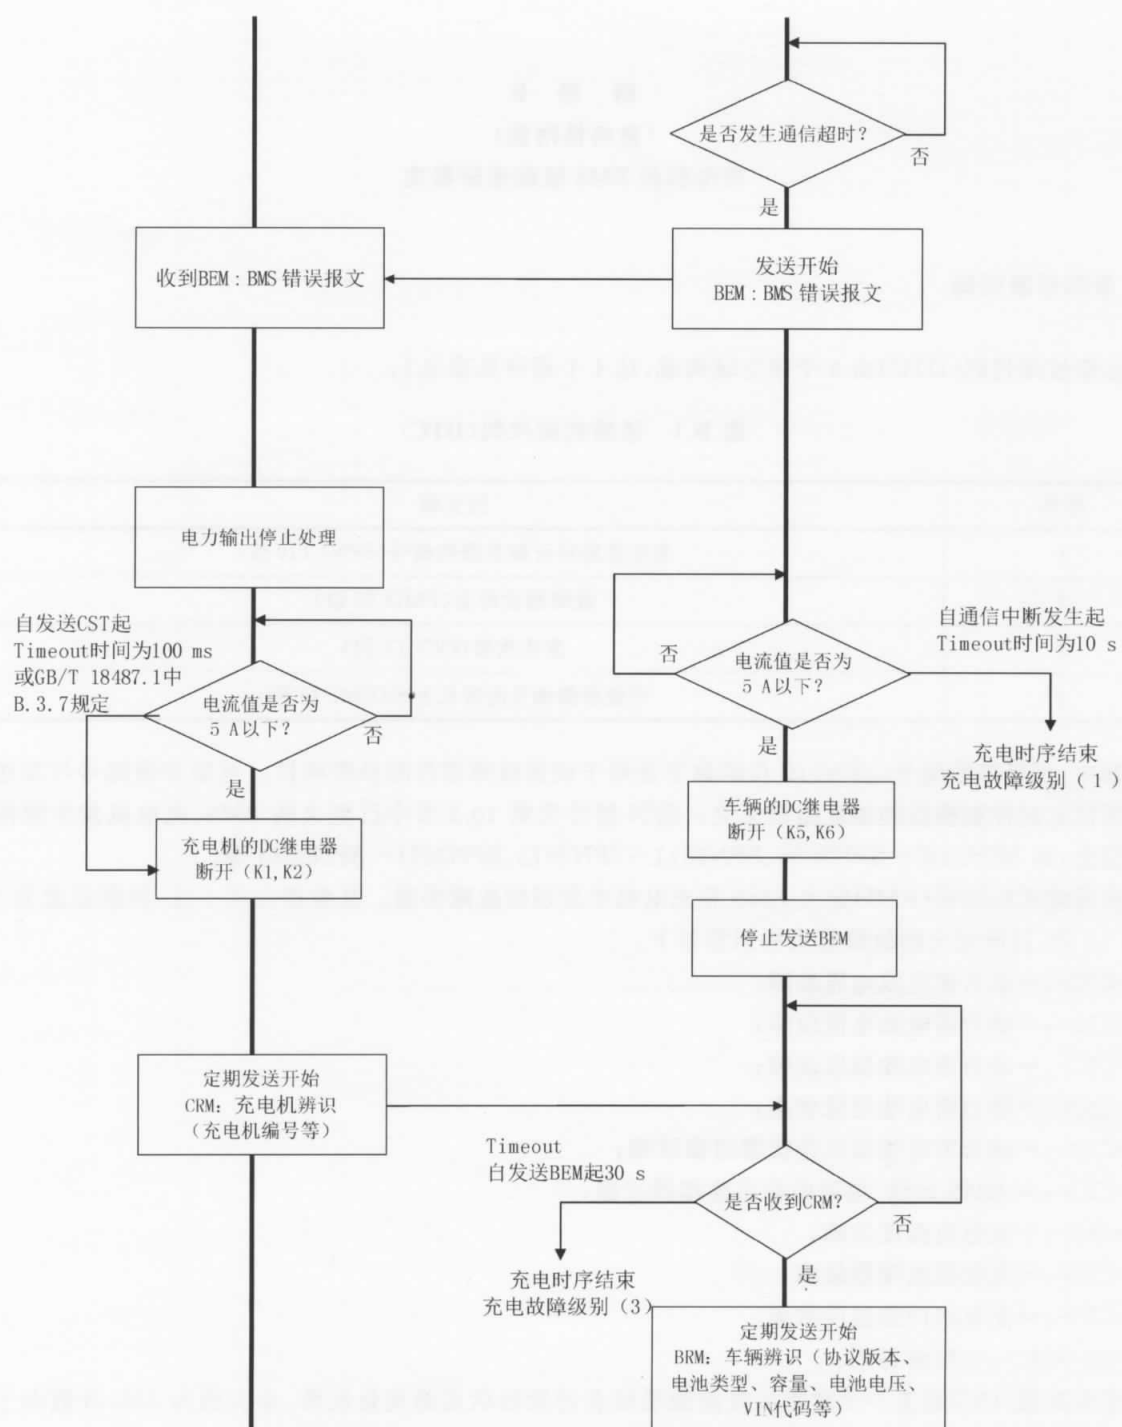 是否发生通信超时？
否
是
收到BEM：BMS 错误报文
发送开始
BEM：BMS 错误报文
电力输出停止处理
自发送CST起
Timeout时间为100 ms
或GB/T 18487.1中
B.3.7规定
电流值是否为
5 A以下？
否
是
充电机的DC继电器
断开（K1,K2）
自通信中断发生起
Timeout时间为10 s
否
电流值是否为
5 A以下？
是
充电时序结束
充电故障级别（1）
车辆的DC继电器
断开（K5,K6）
停止发送BEM
定期发送开始
CRM：充电机辨识
（充电机编号等）
Timeout
白发送BEM起30 s
是否收到CRM？
否
是
充电时序结束
充电故障级别（3）
定期发送开始
BRM：车辆辨识（协议版本、
电池类型、容量、电池电压、
VIN代码等）